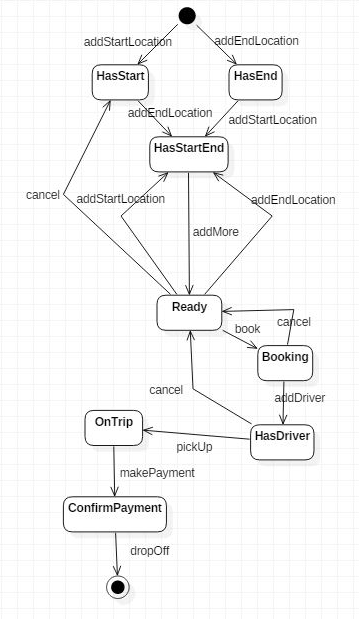 addStartLocation
addEndLocation
HasStart
HasEnd
addEndLocation
addStartLocation
HasStartEnd
cancel
addStartLocation
addEndLocation
addMore
Ready
book
cancel
Booking
cancel
addDriver
OnTrip
HasDriver
pickUp
makePayment
ConfirmPayment
dropOff